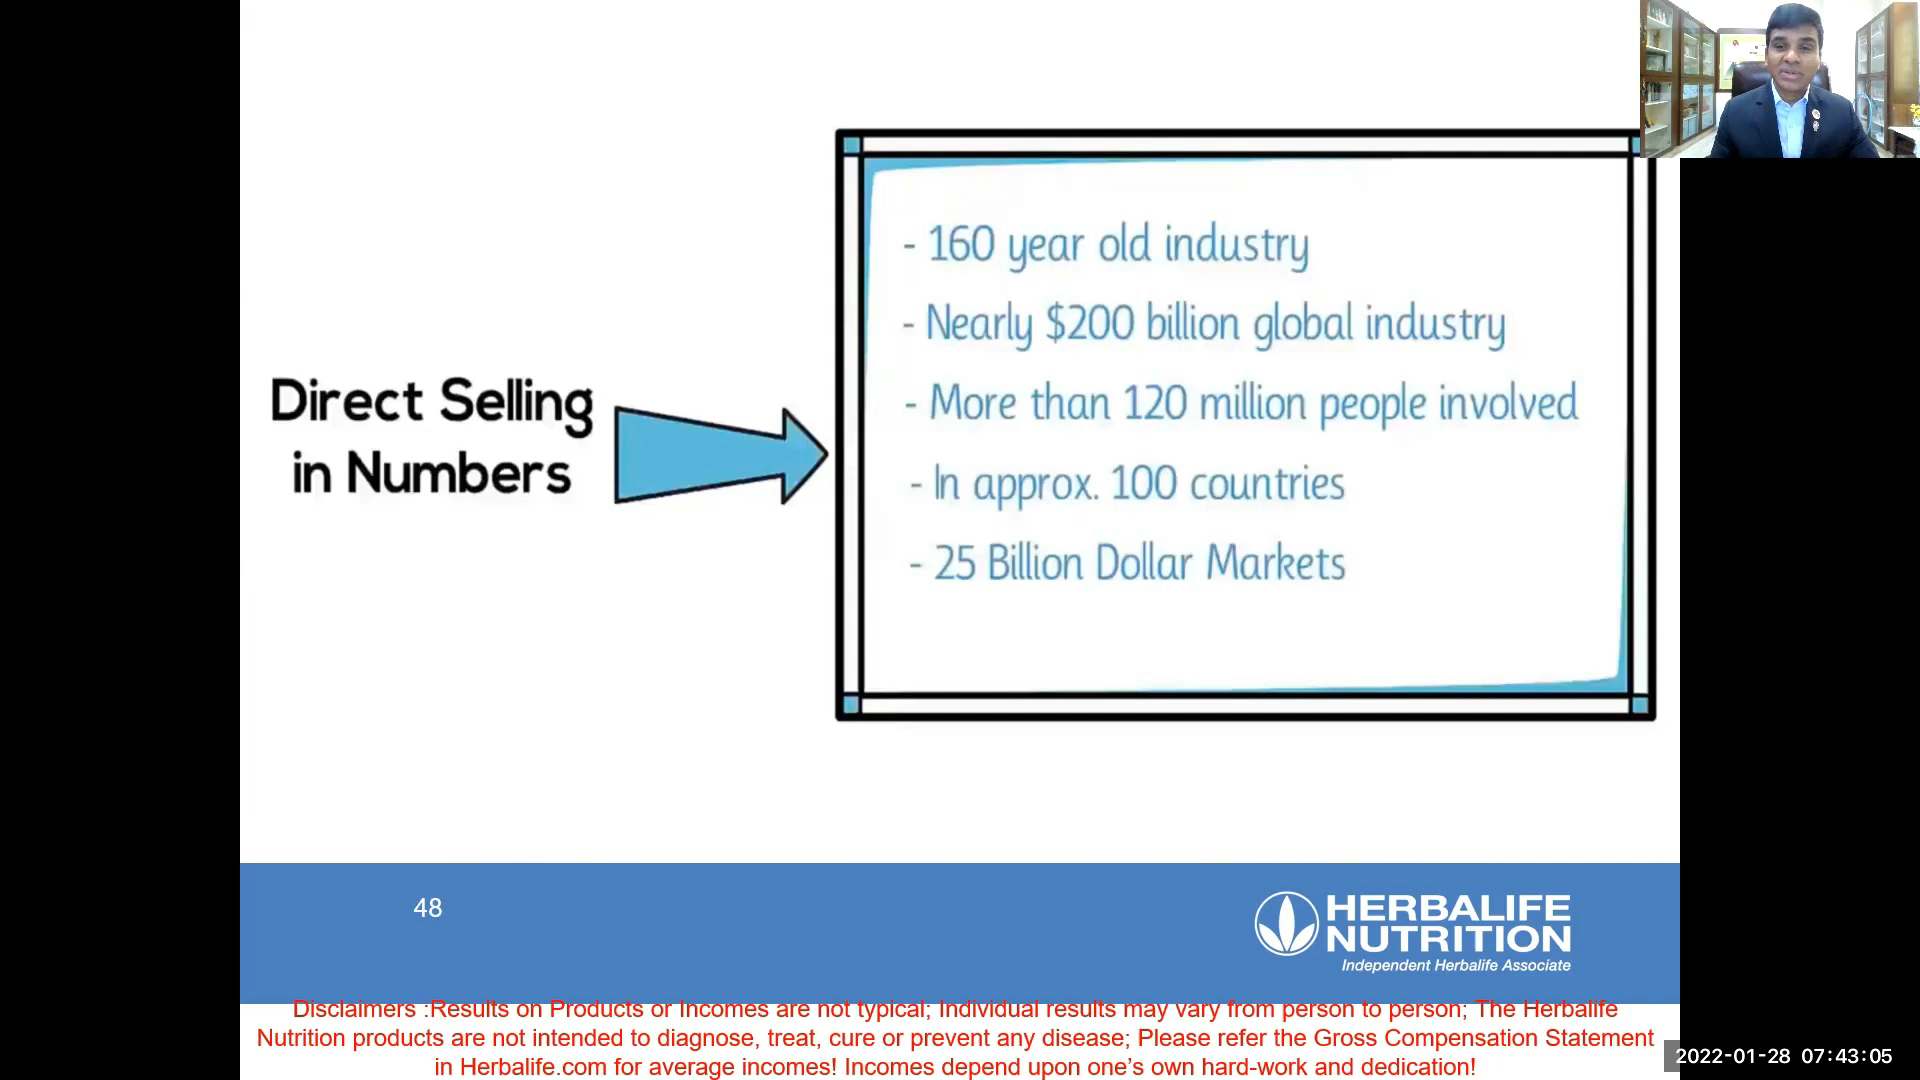 Direct Selling
in Numbers
- 160 year old industry
- Nearly $200 billion global industry
- More than 120 million people involved
- In approx. 100 countries
- 25 Billion Dollar Markets
48
HERBALIFE
NUTRITION
Independent Herbalife Associate
Disclaimers :Results on Products or Incomes are not typical; Individual results may vary from person to person; The Herbalife
Nutrition products are not intended to diagnose, treat, cure or prevent any disease; Please refer the Gross Compensation Statement
in Herbalife.com for average incomes! Incomes depend upon one’s own hard-work and dedication!
2022-01-28 07:43:05